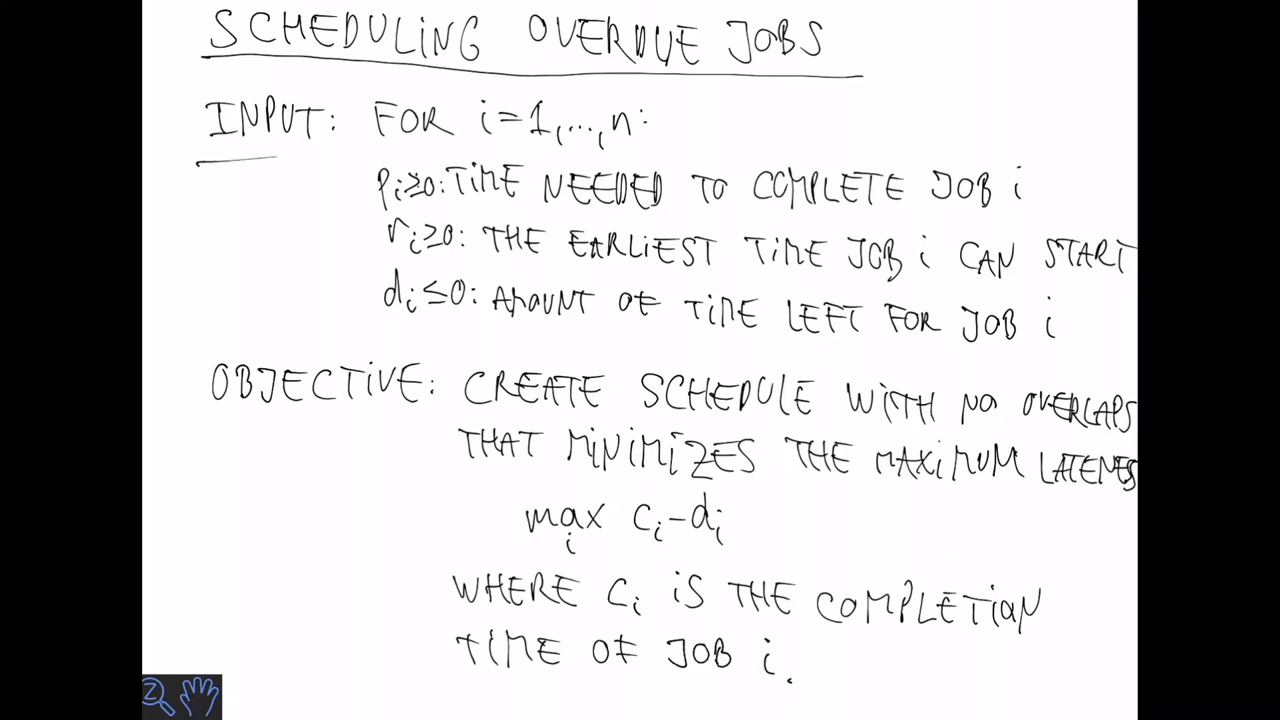 SCHEDULING OVERDUE JOBS
INPUT: FOR i=1,...,n:
pi≥0: TIME NEEDED TO COMPLETE JOB i
ri≥0: THE EARLIEST TIME JOB i CAN START
di≤0: AMOUNT OF TIME LEFT FOR JOB i
OBJECTIVE: CREATE SCHEDULE WITH NO OVERLAPS
THAT MINIMIZES THE MAXIMUM LATENES
max ci-di
i
WHERE ci IS THE COMPLETION
TIME OF JOB i.